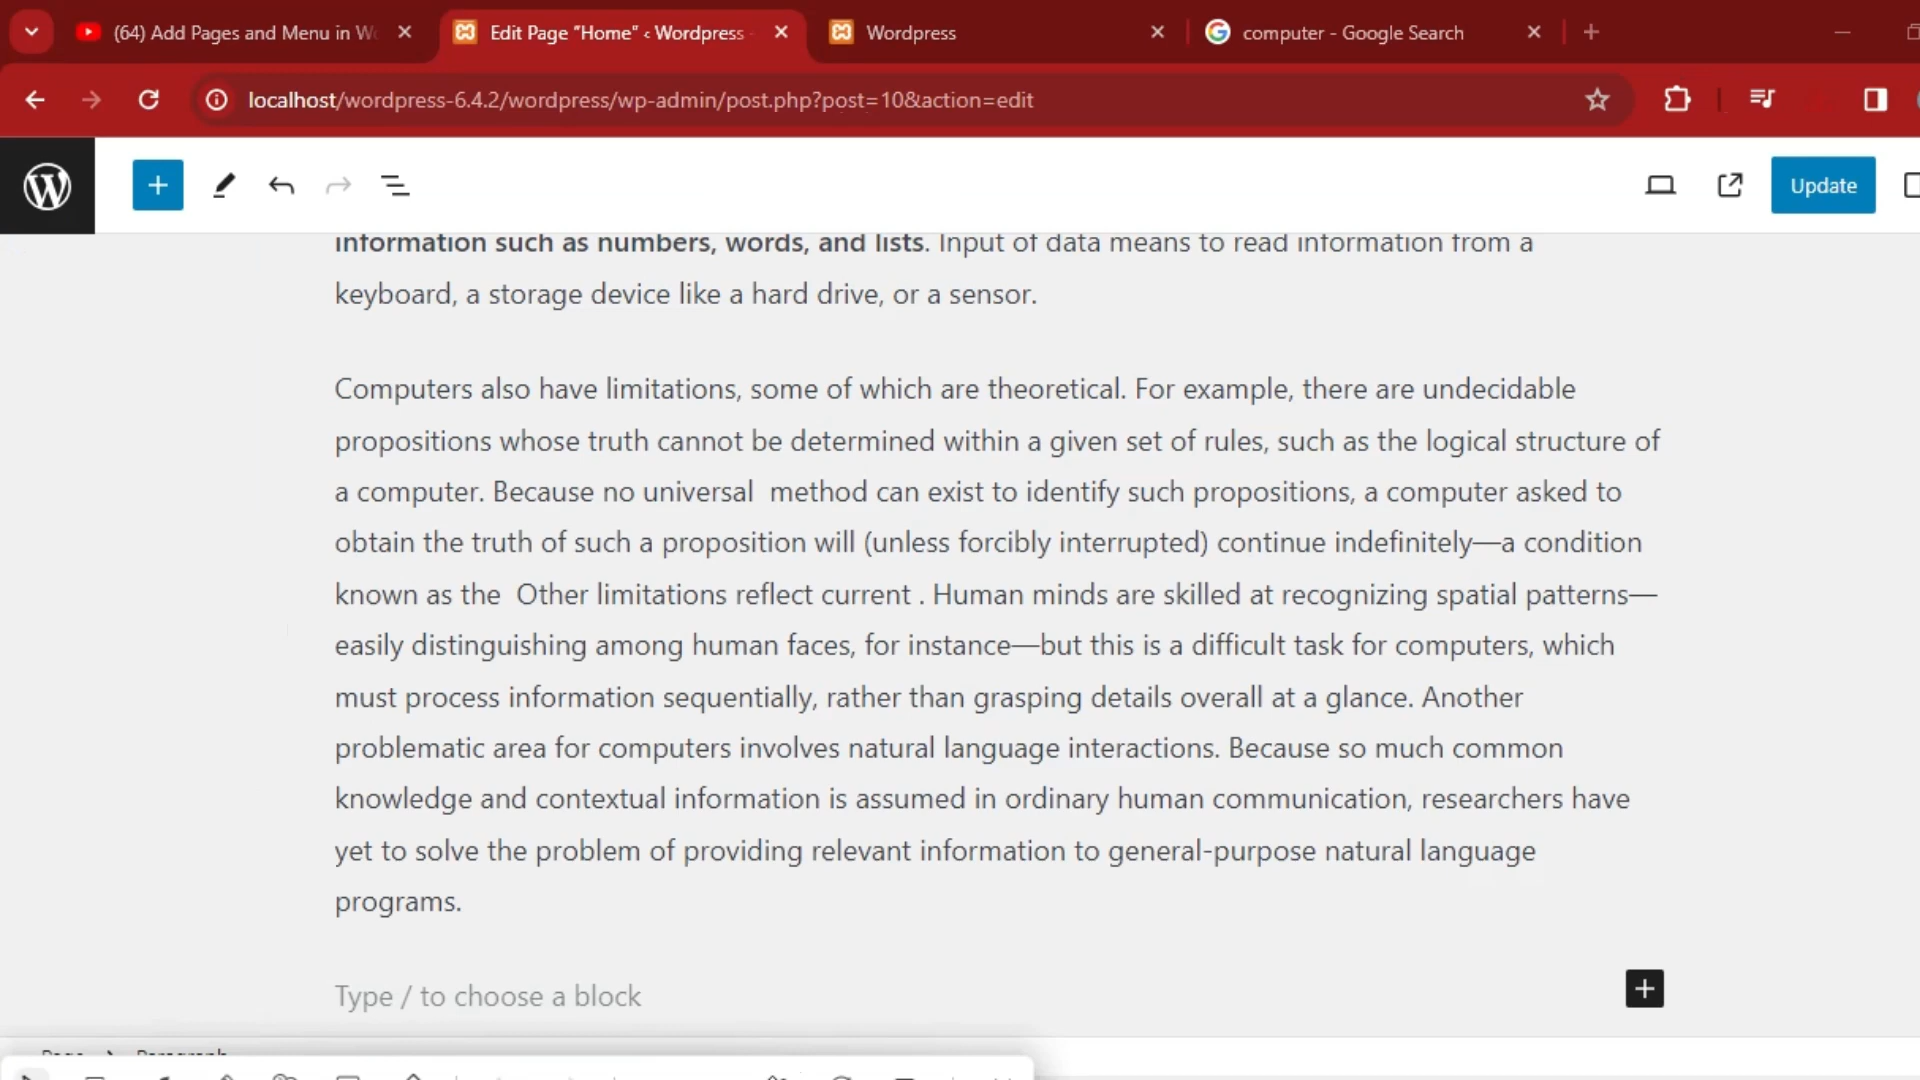 (64) Add Pages and Menu in Wo
Edit Page “Home” ‹ Wordpress
Wordpress
computer - Google Search
localhost/wordpress-6.4.2/wordpress/wp-admin/post.php?post=10&action=edit
Update
information such as numbers, words, and lists. Input of data means to read information from a
keyboard, a storage device like a hard drive, or a sensor.
Computers also have limitations, some of which are theoretical. For example, there are undecidable
propositions whose truth cannot be determined within a given set of rules, such as the logical structure of
a computer. Because no universal  method can exist to identify such propositions, a computer asked to
obtain the truth of such a proposition will (unless forcibly interrupted) continue indefinitely—a condition
known as the  Other limitations reflect current . Human minds are skilled at recognizing spatial patterns—
easily distinguishing among human faces, for instance—but this is a difficult task for computers, which
must process information sequentially, rather than grasping details overall at a glance. Another
problematic area for computers involves natural language interactions. Because so much common
knowledge and contextual information is assumed in ordinary human communication, researchers have
yet to solve the problem of providing relevant information to general-purpose natural language
programs.
Type / to choose a block
Page > Paragraph